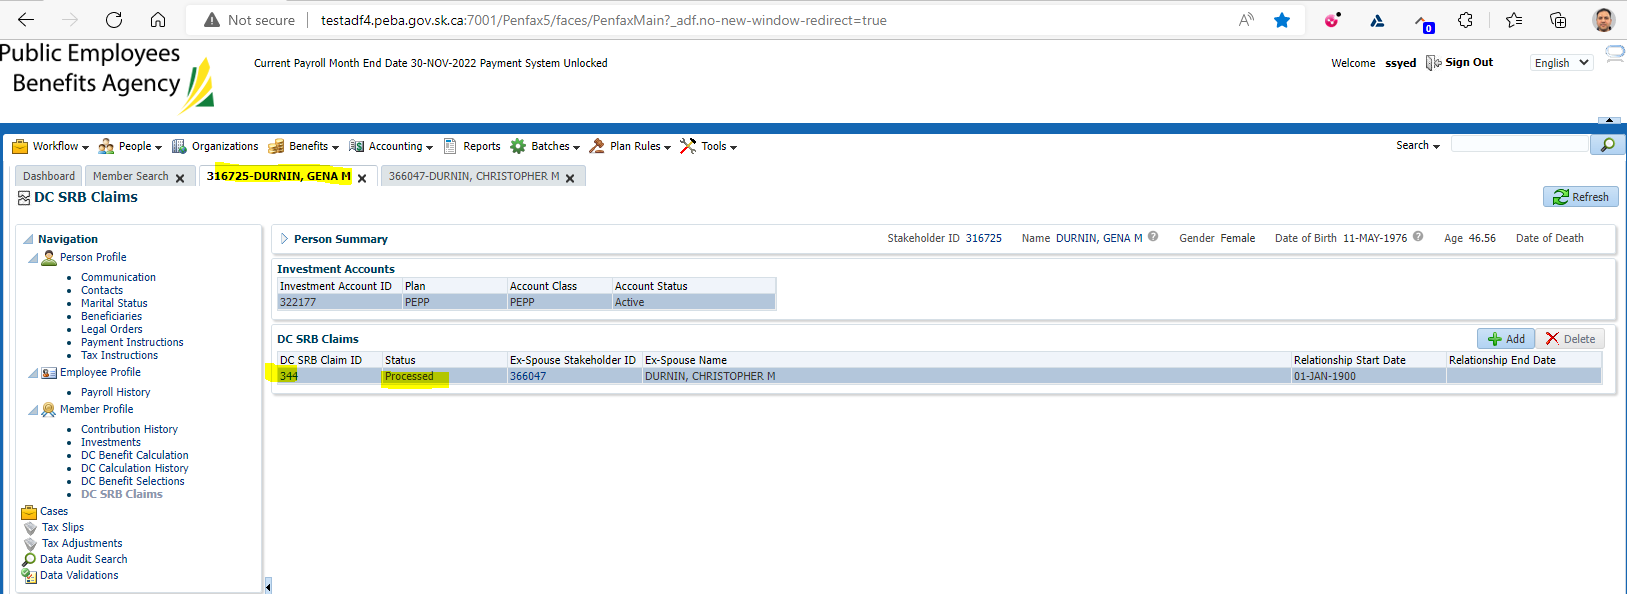 Not secure | testadf4.peba.gov.sk.ca:7001/Penfax5/faces/PenfaxMain?_adf.no-new-window-redirect=true
A
0
Public Employees
Benefits Agency
Current Payroll Month End Date 30-NOV-2022 Payment System Unlocked
Welcome ssyed Sign Out English
Workflow People Organizations Benefits Accounting Reports Batches Plan Rules Tools Search
Dashboard Member Search 316725-DURNIN, GENA M 366047-DURNIN, CHRISTOPHER M
DC SRB Claims Refresh
Navigation
Person Profile
Communication
Contacts
Marital Status
Beneficiaries
Legal Orders
Payment Instructions
Tax Instructions
Employee Profile
Payroll History
Member Profile
Contribution History
Investments
DC Benefit Calculation
DC Calculation History
DC Benefit Selections
DC SRB Claims
Cases
Tax Slips
Tax Adjustments
Data Audit Search
Data Validations
Person Summary Stakeholder ID 316725 Name DURNIN, GENA M Gender Female Date of Birth 11-MAY-1976 Age 46.56 Date of Death
Investment Accounts
Investment Account ID Plan Account Class Account Status
322177 PEPP PEPP Active
DC SRB Claims Add Delete
DC SRB Claim ID Status Ex-Spouse Stakeholder ID Ex-Spouse Name Relationship Start Date Relationship End Date
344 Processed 366047 DURNIN, CHRISTOPHER M 01-JAN-1900